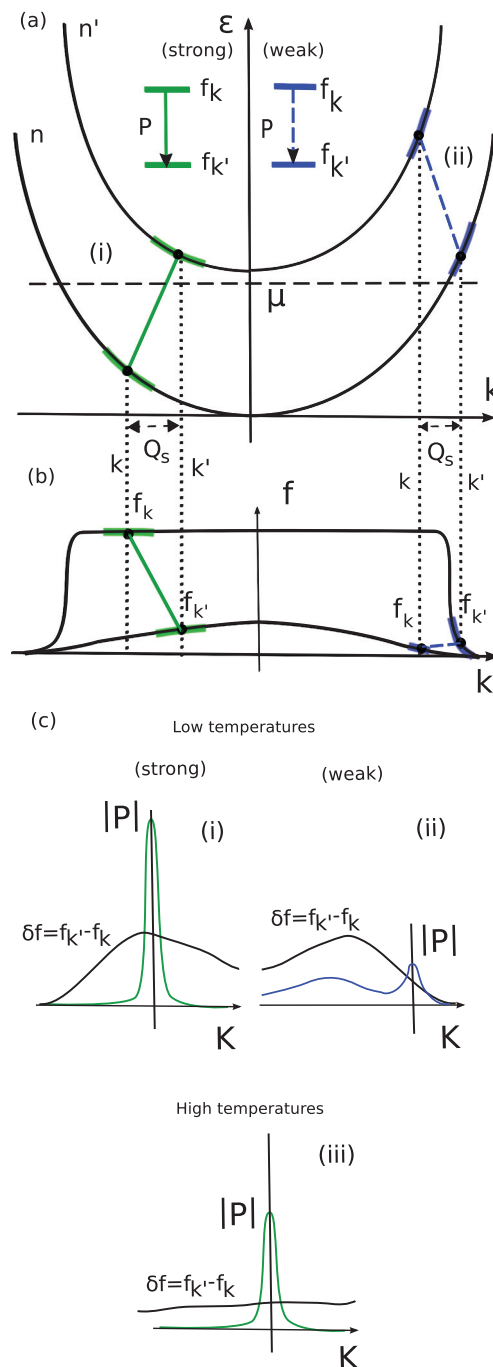 (a)
n'
ε
(strong)
(weak)
n
f_k
f_k
P
P
f_k'
f_k'
(i)
(ii)
μ
k
Q_s
Q_s
k
k'
k
k'
(b)
f_k
f
f_k'
f_k
f_k'
k
(c)
Low temperatures
(strong)
(weak)
|P|
(i)
(ii)
δf=f_k'-f_k
δf=f_k'-f_k
|P|
K
K
High temperatures
(iii)
|P|
δf=f_k'-f_k
K